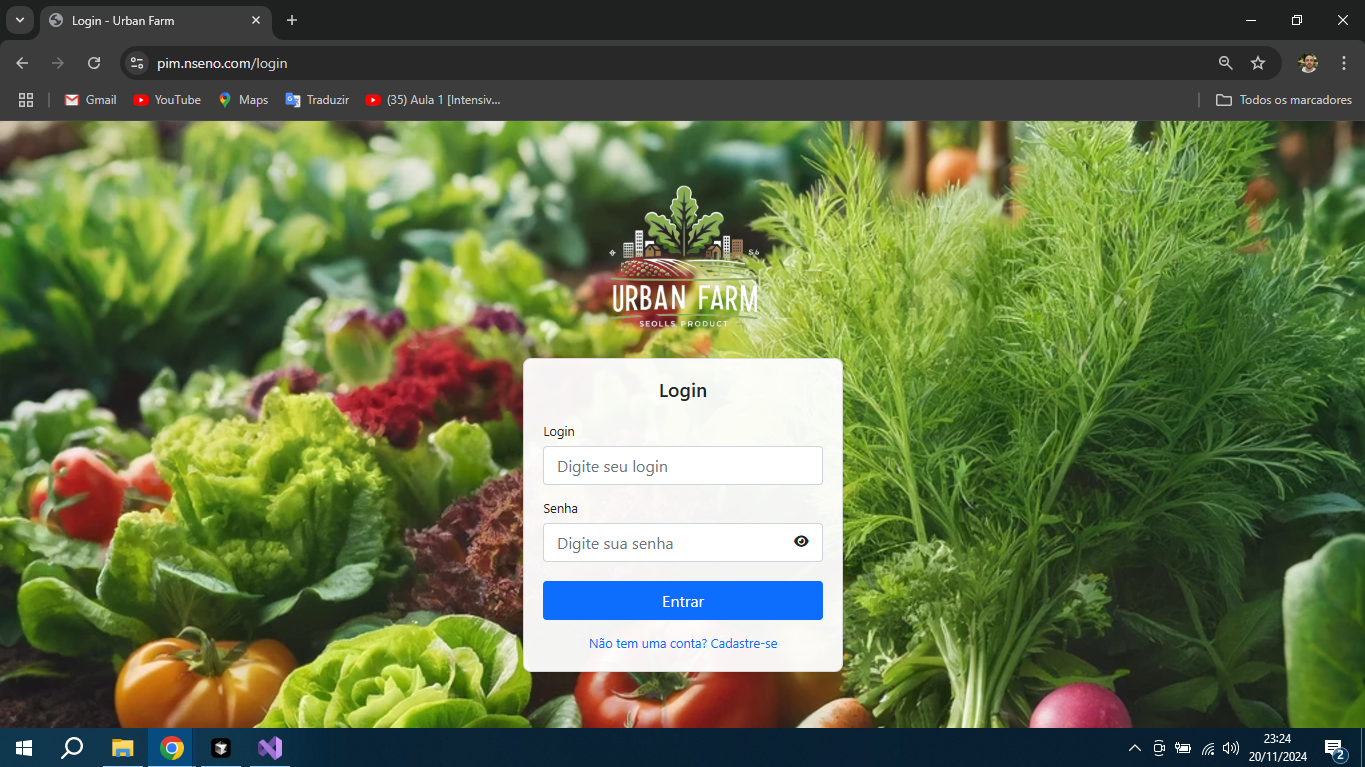 Login - Urban Farm
pim.nseno.com/login
Gmail
YouTube
Maps
Traduzir
(35) Aula 1 [Intensiv...
Todos os marcadores
URBAN FARM
SEOLLS PRODUCT
Login
Login
Digite seu login
Senha
Digite sua senha
Entrar
Não tem uma conta? Cadastre-se
23:24
20/11/2024
2